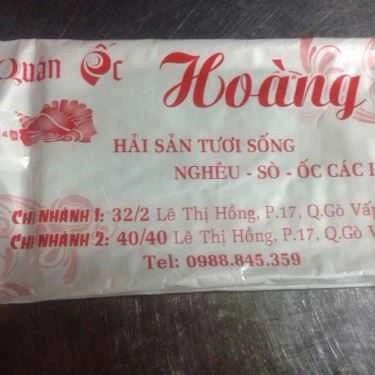 Quán Ốc Hoàng
HẢI SẢN TƯƠI SỐNG
NGHÊU - SÒ - ỐC CÁC
CHI NHÁNH 1: 32/2 Lê Thị Hồng, P.17, Q.Gò Vấp
CHI NHÁNH 2: 40/40 Lê Thị Hồng, P.17, Q.Gò
Tel: 0988.845.359